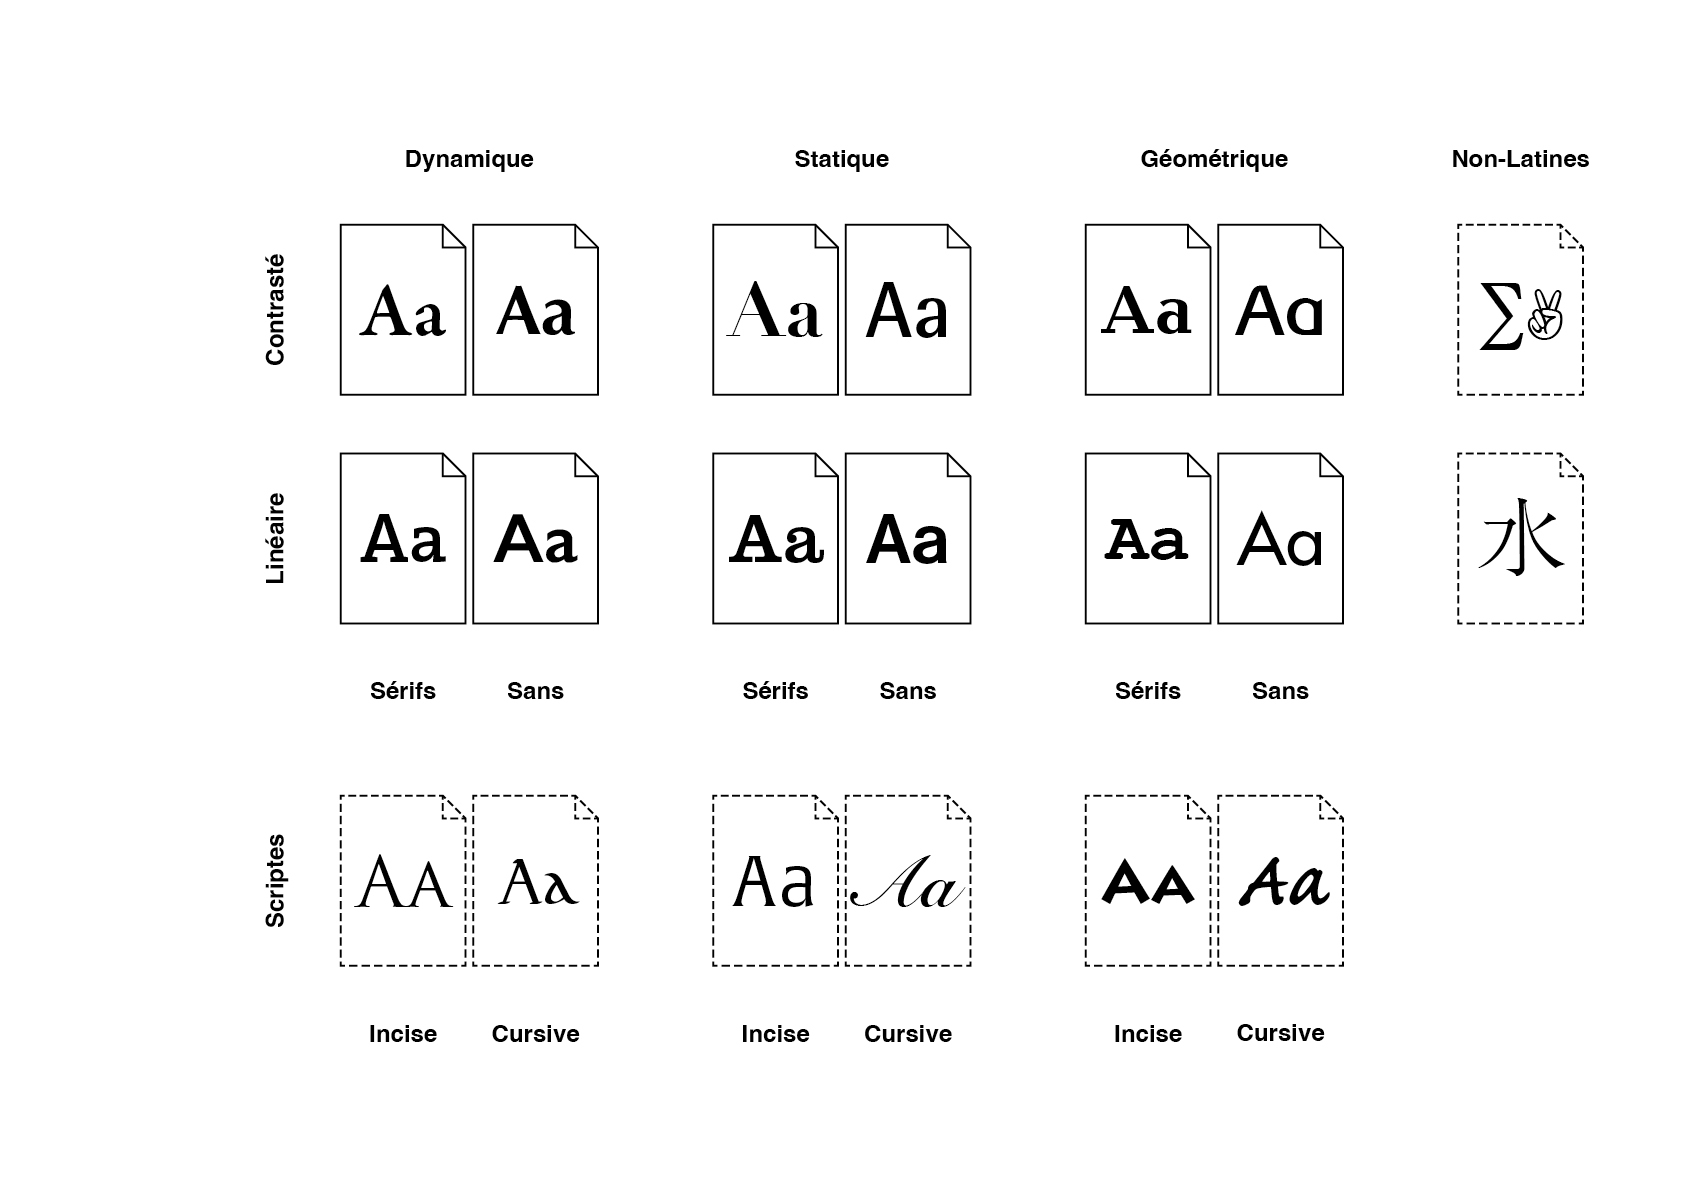 Dynamique Statique Géométrique Non-Latines
Contrasté
Aa Aa Aa Aa Aa Aa Σ✌
Linéaire
Aa Aa Aa Aa Aa Aa 水
Sérifs Sans Sérifs Sans Sérifs Sans
Scriptes
AA Aa Aa Aa AA Aa
Incise Cursive Incise Cursive Incise Cursive